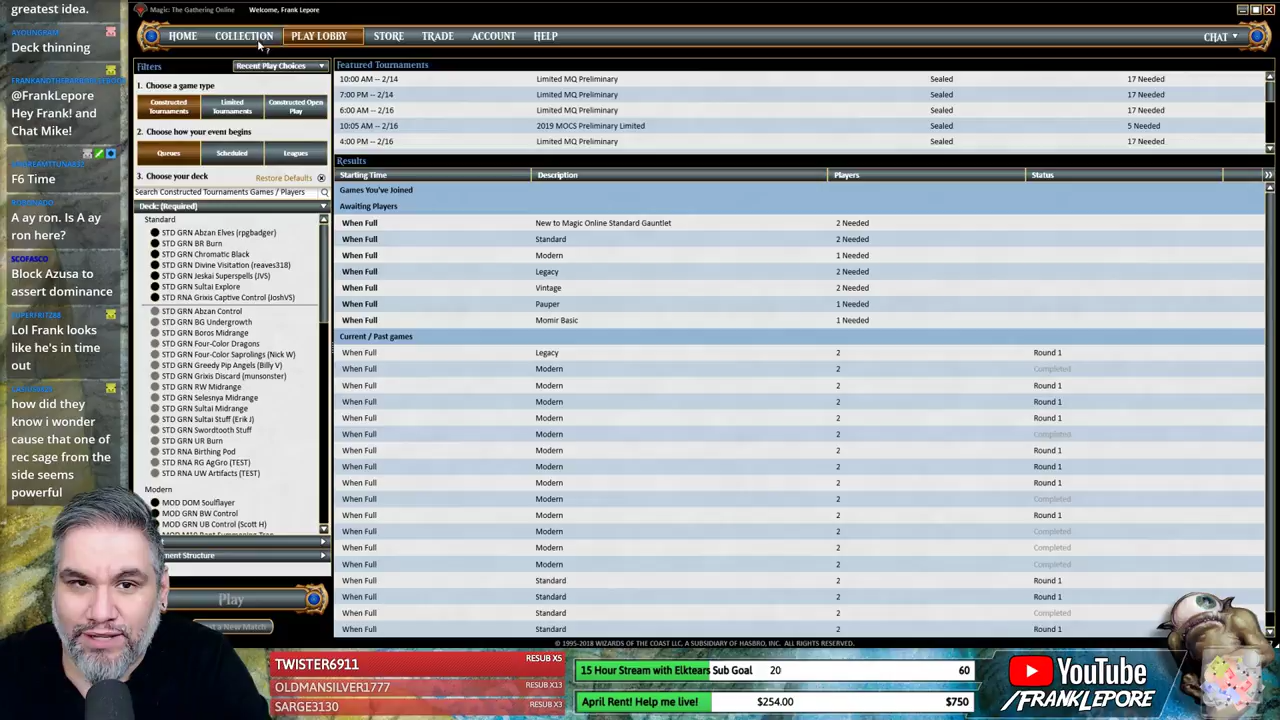 greatest idea.
AYOUNGRAM
Deck thinning
@FrankLepore
Hey Frank! and
Chat Mike!
F6 Time
A ay ron. Is A ay
ron here?
SCOFASCO
Block Azusa to
assert dominance
SUPERFRITZ88
Lol Frank looks
like he's in time
out
how did they
know i wonder
cause that one of
rec sage from the
side seems
powerful
Magic: The Gathering Online
Welcome, Frank Lepore
HOME
COLLECTION
PLAY LOBBY
STORE
TRADE
ACCOUNT
HELP
CHAT
Filters
Recent Play Choices
1. Choose a game type
Constructed Tournaments
Limited Tournaments
Constructed Open Play
2. Choose how your event begins
Queues
Scheduled
Leagues
3. Choose your deck
Restore Defaults
Search Constructed Tournaments Games / Players
Deck: (Required)
Standard
STD GRN Abzan Elves (rpgbadger)
STD GRN BR Burn
STD GRN Chromatic Black
STD GRN Divine Visitation (reaves318)
STD GRN Jeskai Superspells (JVS)
STD GRN Sultai Explore
STD RNA Grixis Captive Control (JoshVS)
STD GRN Abzan Control
STD GRN BG Undergrowth
STD GRN Boros Midrange
STD GRN Four-Color Dragons
STD GRN Four-Color Saprolings (Nick W)
STD GRN Greedy Pip Angels (Billy V)
STD GRN Grixis Discard (munsonster)
STD GRN RW Midrange
STD GRN Selesnya Midrange
STD GRN Sultai Midrange
STD GRN Sultai Stuff (Erik J)
STD GRN Swordtooth Stuff
STD GRN UR Burn
STD RNA Birthing Pod
STD RNA RG AgGro (TEST)
STD RNA UW Artifacts (TEST)
Modern
MOD DOM Soulflayer
MOD GRN BW Control
MOD GRN UB Control (Scott H)
Structure
Play
a New Match
Featured Tournaments
10:00 AM -- 2/14 Limited MQ Preliminary Sealed 17 Needed
7:00 PM -- 2/14 Limited MQ Preliminary Sealed 17 Needed
6:00 AM -- 2/16 Limited MQ Preliminary Sealed 17 Needed
10:05 AM -- 2/16 2019 MOCS Preliminary Limited Sealed 5 Needed
4:00 PM -- 2/16 Limited MQ Preliminary Sealed 17 Needed
Results
Starting Time Description Players Status
Games You've Joined
Awaiting Players
When Full New to Magic Online Standard Gauntlet 2 Needed
When Full Standard 2 Needed
When Full Modern 1 Needed
When Full Legacy 2 Needed
When Full Vintage 2 Needed
When Full Pauper 1 Needed
When Full Momir Basic 1 Needed
Current / Past games
When Full Legacy 2 Round 1
When Full Modern 2 Completed
When Full Modern 2 Round 1
When Full Modern 2 Round 1
When Full Modern 2 Round 1
When Full Modern 2 Completed
When Full Modern 2 Round 1
When Full Modern 2 Round 1
When Full Modern 2 Round 1
When Full Modern 2 Completed
When Full Modern 2 Round 1
When Full Modern 2 Completed
When Full Modern 2 Round 1
When Full Modern 2 Completed
When Full Standard 2 Round 1
When Full Standard 2 Round 1
When Full Standard 2 Completed
When Full Standard 2 Round 1
© 1995-2018 WIZARDS OF THE COAST LLC, A SUBSIDIARY OF HASBRO, INC. ALL RIGHTS RESERVED.
TWISTER6911 RESUB X5
OLDMANSILVER1777 RESUB X13
SARGE3130 RESUB X3
15 Hour Stream with Elktears Sub Goal 20 60
April Rent! Help me live! $254.00 $750
YouTube
/FRANKLEPORE